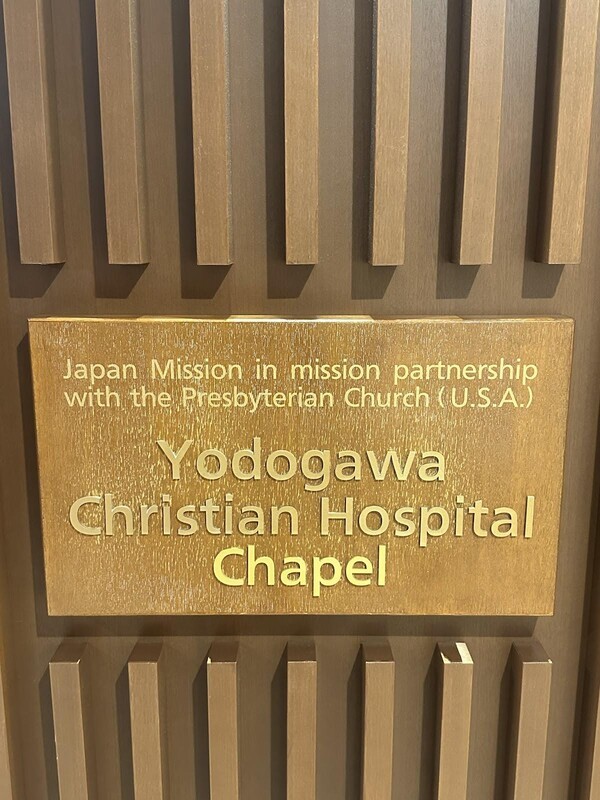 Japan Mission in mission partnership
with the Presbyterian Church (U.S.A.)
Yodogawa
Christian Hospital
Chapel